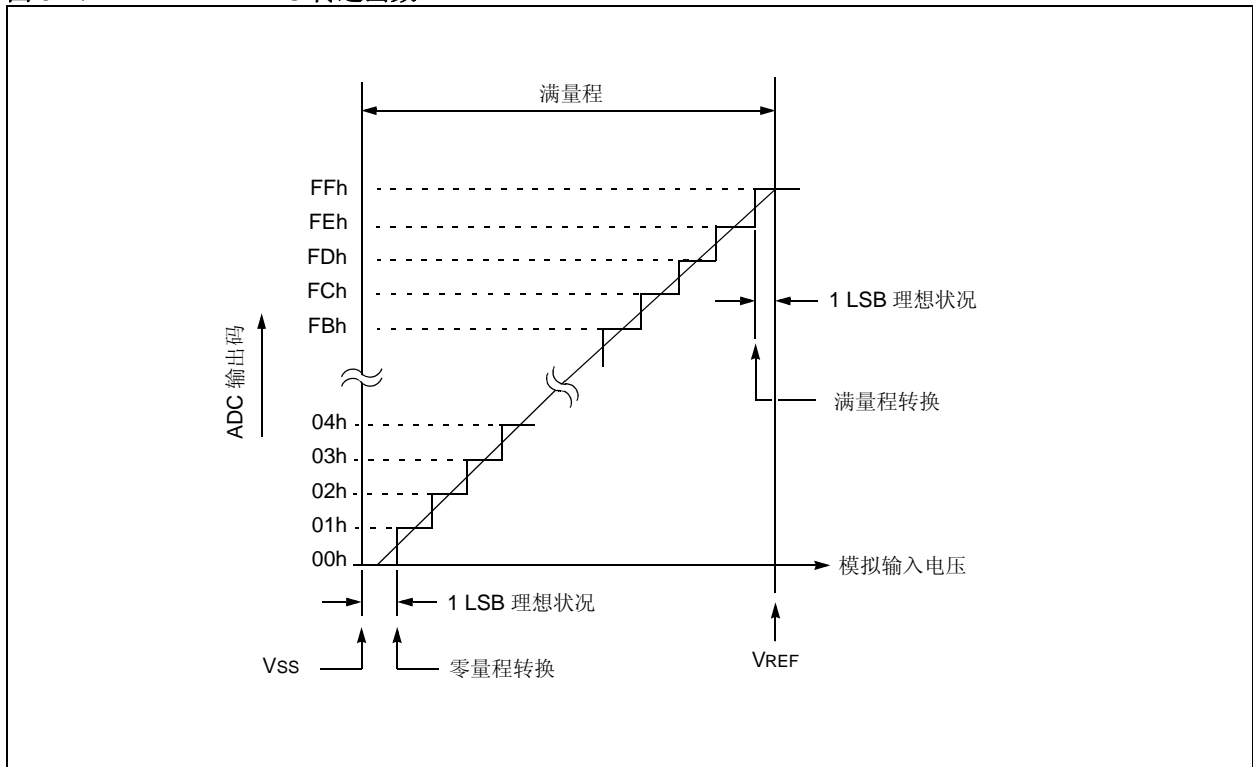 满量程
FFh
FEh
FDh
FCh
FBh
1 LSB 理想状况
ADC 输出码
满量程转换
04h
03h
02h
01h
00h
模拟输入电压
1 LSB 理想状况
VSS
零量程转换
VREF